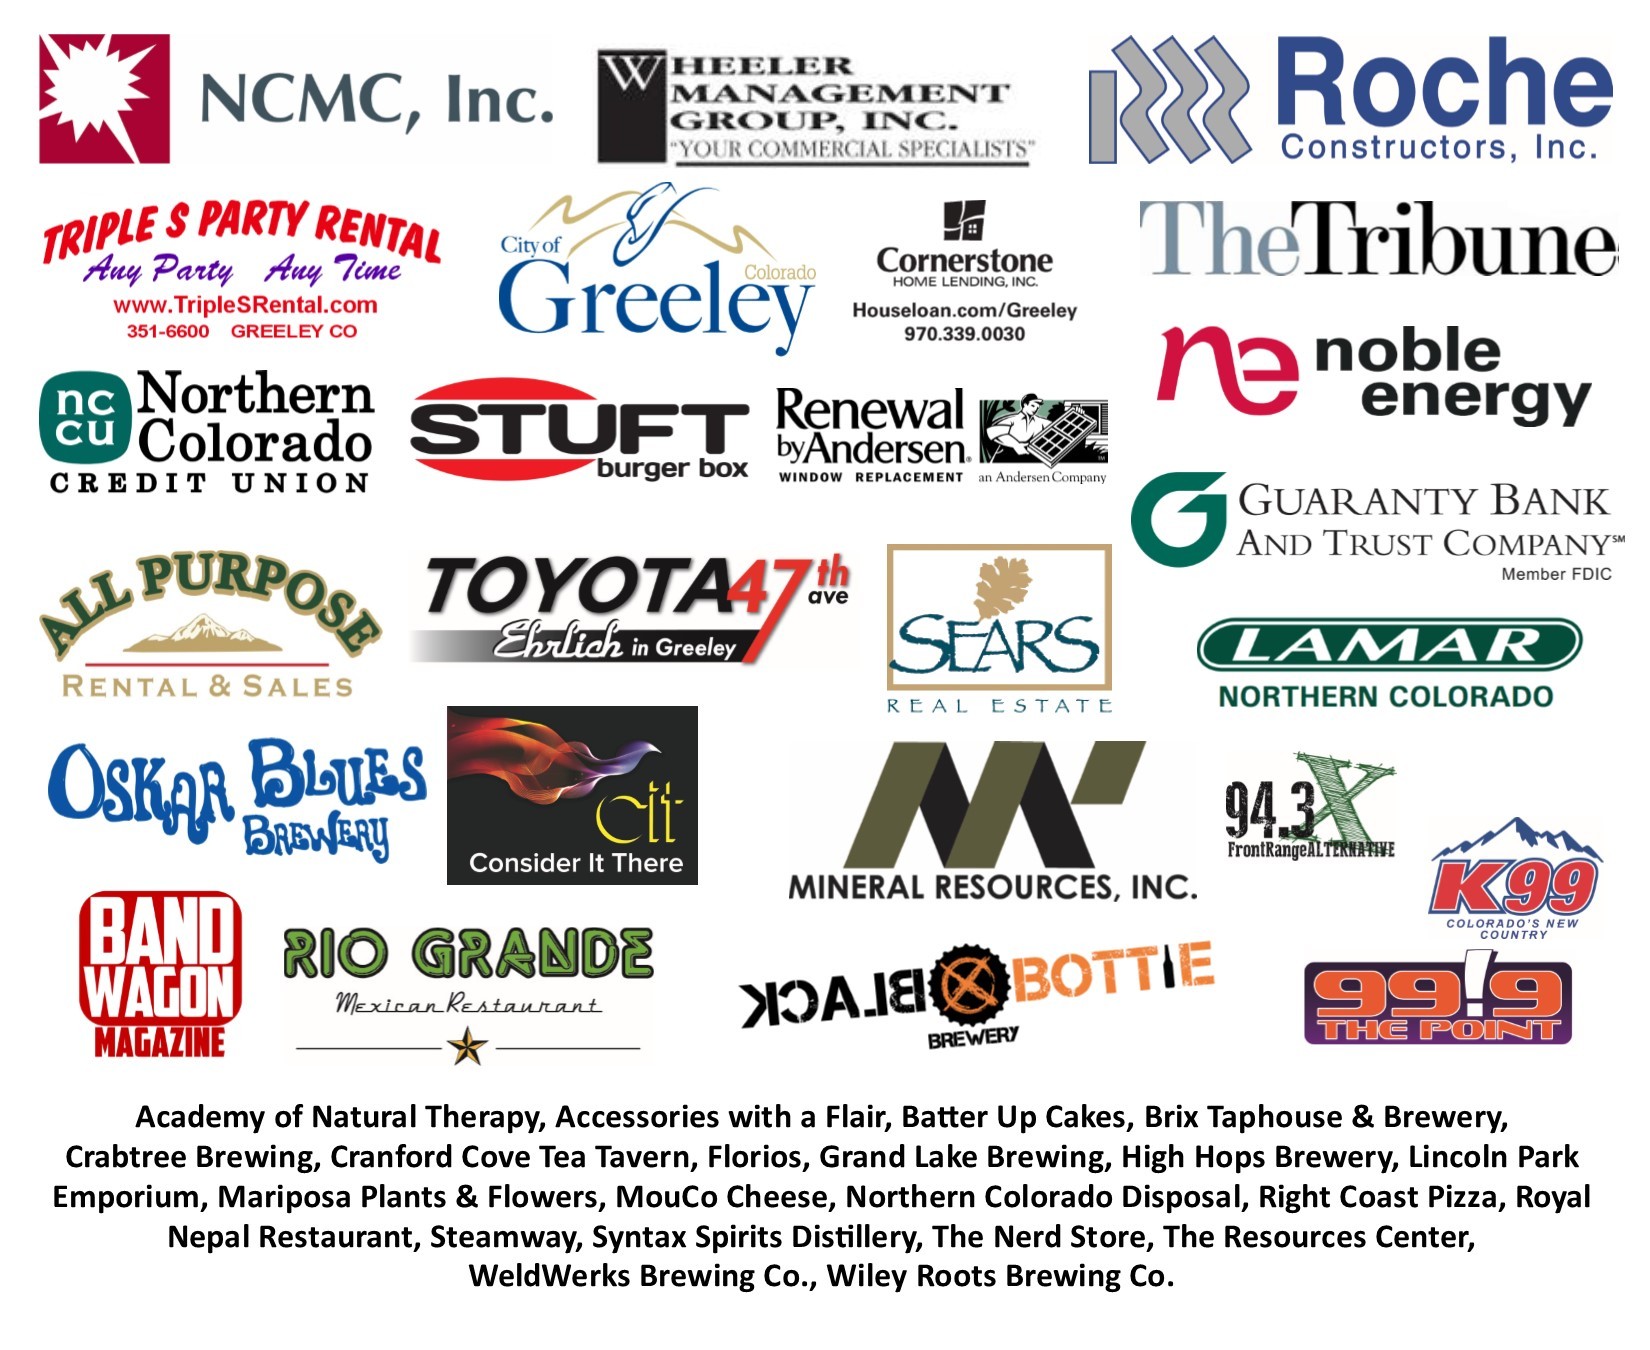 NCMC, Inc.
WHEELER
MANAGEMENT
GROUP, INC.
"YOUR COMMERCIAL SPECIALISTS"
Roche
Constructors, Inc.
TRIPLE S PARTY RENTAL
Any Party Any Time
www.TripleSRental.com
351-6600 GREELEY CO
City of
Greeley
Colorado
Cornerstone
HOME LENDING, INC.
Houseloan.com/Greeley
970.339.0030
TheTribune
noble
energy
nc
cu
Northern
Colorado
CREDIT UNION
STUFT
burger box
Renewal
byAndersen®
WINDOW REPLACEMENT
an Andersen Company
GUARANTY BANK
AND TRUST COMPANY℠
Member FDIC
ALL PURPOSE
RENTAL & SALES
TOYOTA 47th ave
Ehrlich in Greeley
SEARS
REAL ESTATE
LAMAR
NORTHERN COLORADO
OSKAR BLUES
BREWERY
cit
Consider It There
MINERAL RESOURCES, INC.
94.3 X
FrontRangeALTERNATIVE
K99
COLORADO'S NEW
COUNTRY
BAND
WAGON
MAGAZINE
RIO GRANDE
Mexican Restaurant
BLACK BOTTLE
BREWERY
99!9
THE POINT
Academy of Natural Therapy, Accessories with a Flair, Batter Up Cakes, Brix Taphouse & Brewery,
Crabtree Brewing, Cranford Cove Tea Tavern, Florios, Grand Lake Brewing, High Hops Brewery, Lincoln Park
Emporium, Mariposa Plants & Flowers, MouCo Cheese, Northern Colorado Disposal, Right Coast Pizza, Royal
Nepal Restaurant, Steamway, Syntax Spirits Distillery, The Nerd Store, The Resources Center,
WeldWerks Brewing Co., Wiley Roots Brewing Co.